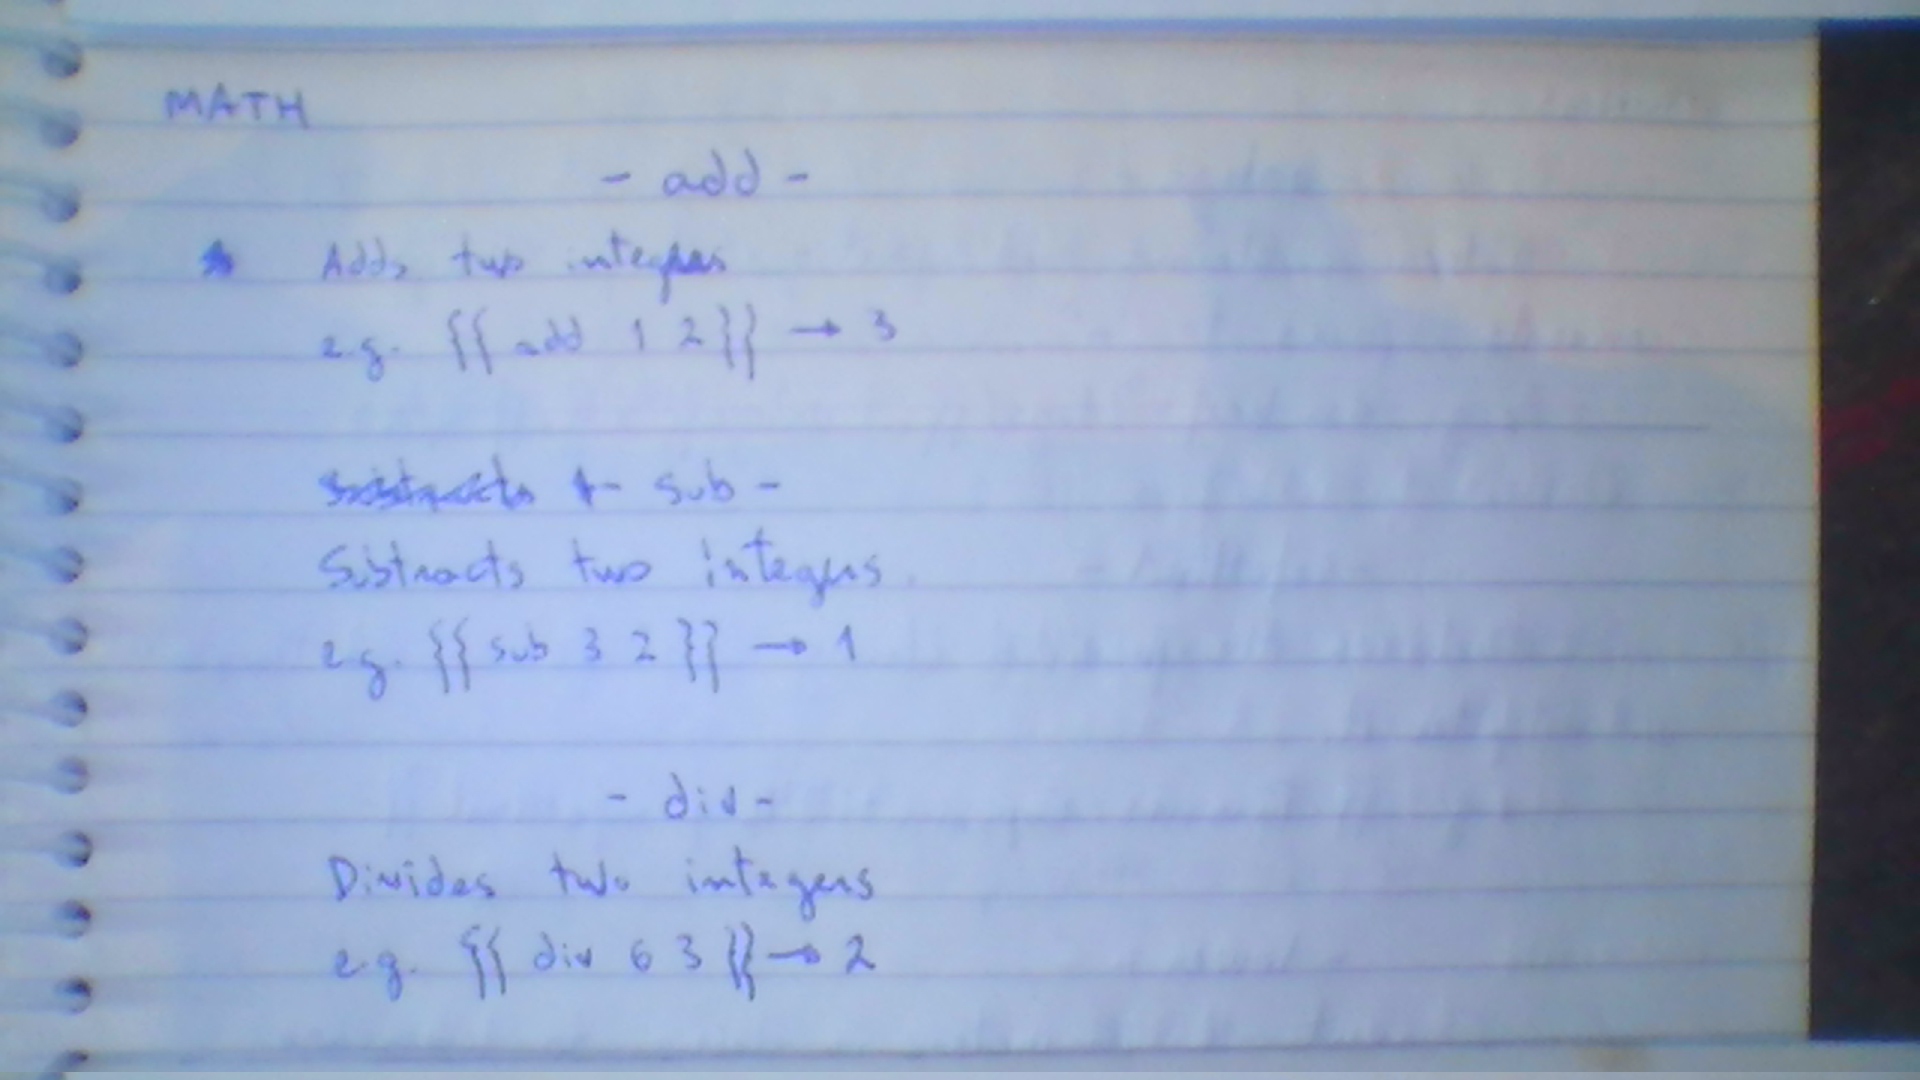 MATH
- add -
Adds two integers
e.g. {{ add 1 2 }} → 3
- sub -
Subtracts two integers.
e.g. {{ sub 3 2 }} → 1
- div -
Divides two integers
e.g. {{ div 6 3 }} → 2